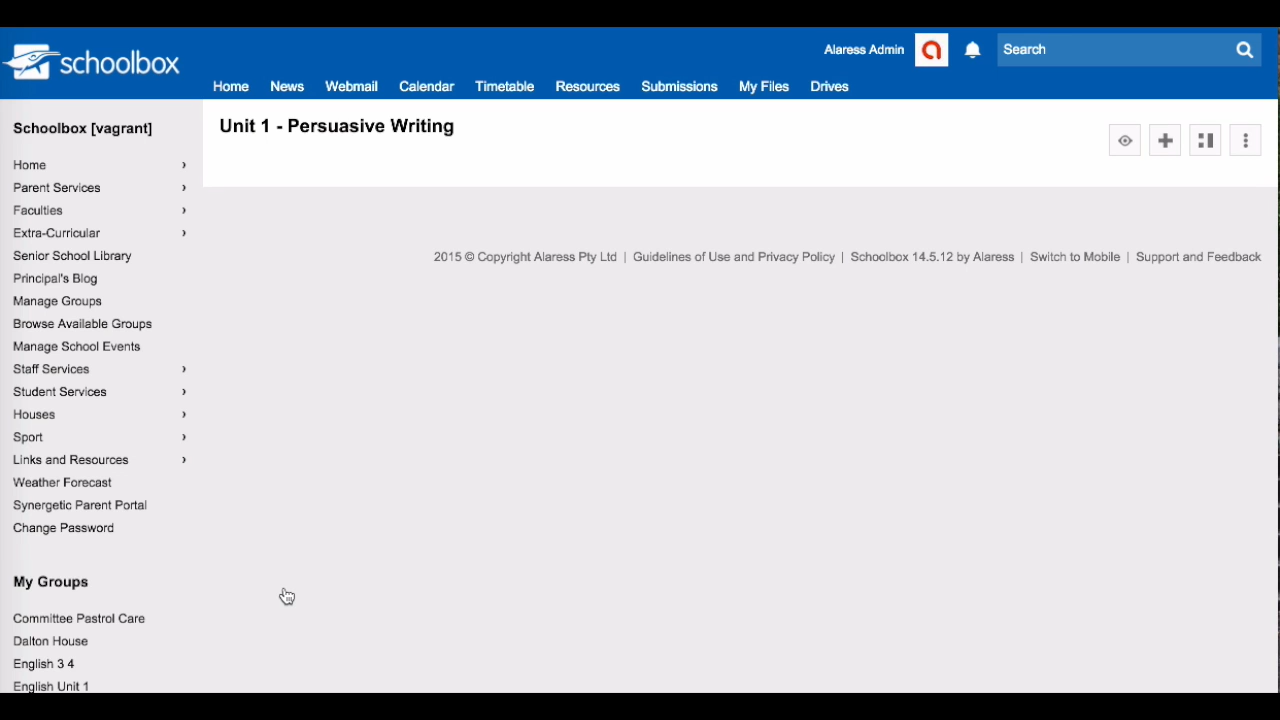 schoolbox
Alaress Admin
Search
Home News Webmail Calendar Timetable Resources Submissions My Files Drives
Schoolbox [vagrant]
Home
Parent Services
Faculties
Extra-Curricular
Senior School Library
Principal's Blog
Manage Groups
Browse Available Groups
Manage School Events
Staff Services
Student Services
Houses
Sport
Links and Resources
Weather Forecast
Synergetic Parent Portal
Change Password
My Groups
Committee Pastrol Care
Dalton House
English 3 4
English Unit 1
Unit 1 - Persuasive Writing
2015 © Copyright Alaress Pty Ltd | Guidelines of Use and Privacy Policy | Schoolbox 14.5.12 by Alaress | Switch to Mobile | Support and Feedback